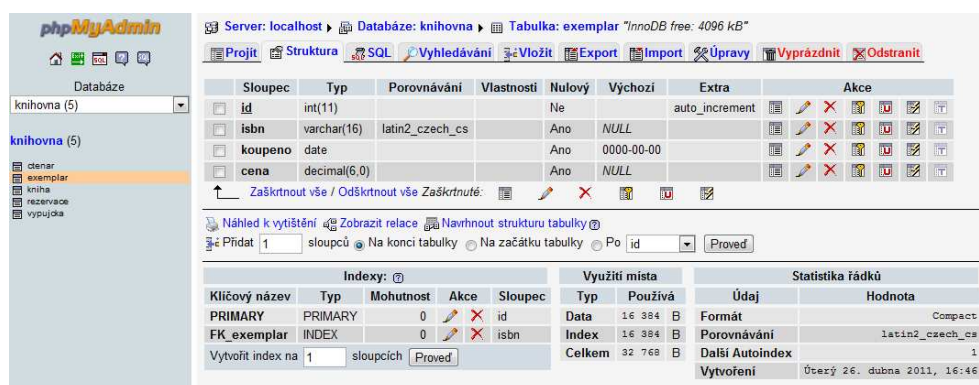 phpMyAdmin
Databáze
knihovna (5)
knihovna (5)
ctenar
exemplar
kniha
rezervace
vypujcka
Server: localhost Databáze: knihovna Tabulka: exemplar "InnoDB free: 4096 kB"
Projít Struktura SQL Vyhledávání Vložit Export Import Úpravy Vyprázdnit Odstranit
Sloupec Typ Porovnávání Vlastnosti Nulový Výchozí Extra Akce
id int(11) Ne auto_increment
isbn varchar(16) latin2_czech_cs Ano NULL
koupeno date Ano 0000-00-00
cena decimal(6,0) Ano NULL
Zaškrtnout vše / Odškrtnout vše Zaškrtnuté:
Náhled k vytištění Zobrazit relace Navrhnout strukturu tabulky
Přidat 1 sloupců Na konci tabulky Na začátku tabulky Po id Proveď
Indexy:
Klíčový název Typ Mohutnost Akce Sloupec
PRIMARY PRIMARY 0 id
FK_exemplar INDEX 0 isbn
Vytvořit index na 1 sloupcích Proveď
Využití místa
Typ Používá
Data 16 384 B
Index 16 384 B
Celkem 32 768 B
Statistika řádků
Údaj Hodnota
Formát Compact
Porovnávání latin2_czech_cs
Další Autoindex 1
Vytvoření Úterý 26. dubna 2011, 16:46